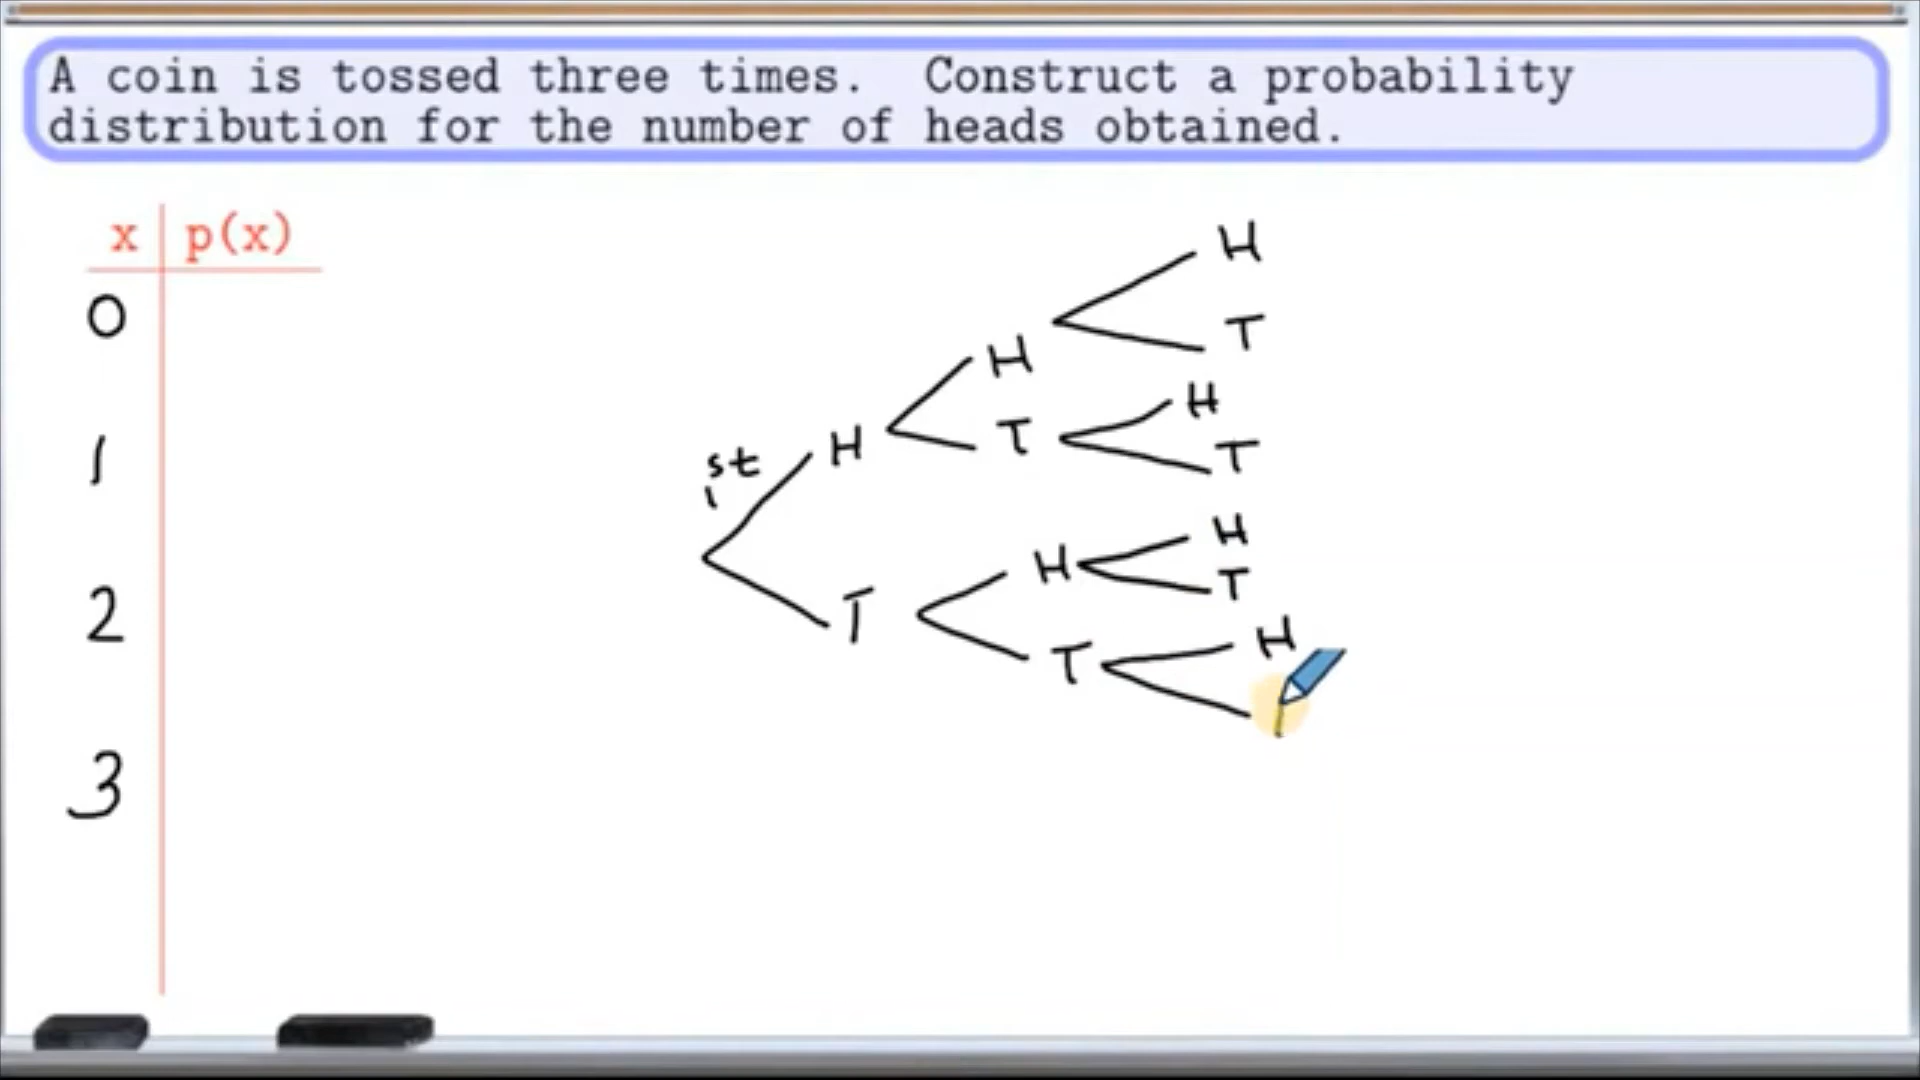 A coin is tossed three times. Construct a probability
distribution for the number of heads obtained.
x p(x)
0
1
2
3
1st
H
T
H
T
H
T
H
T
H
T
H
T
H